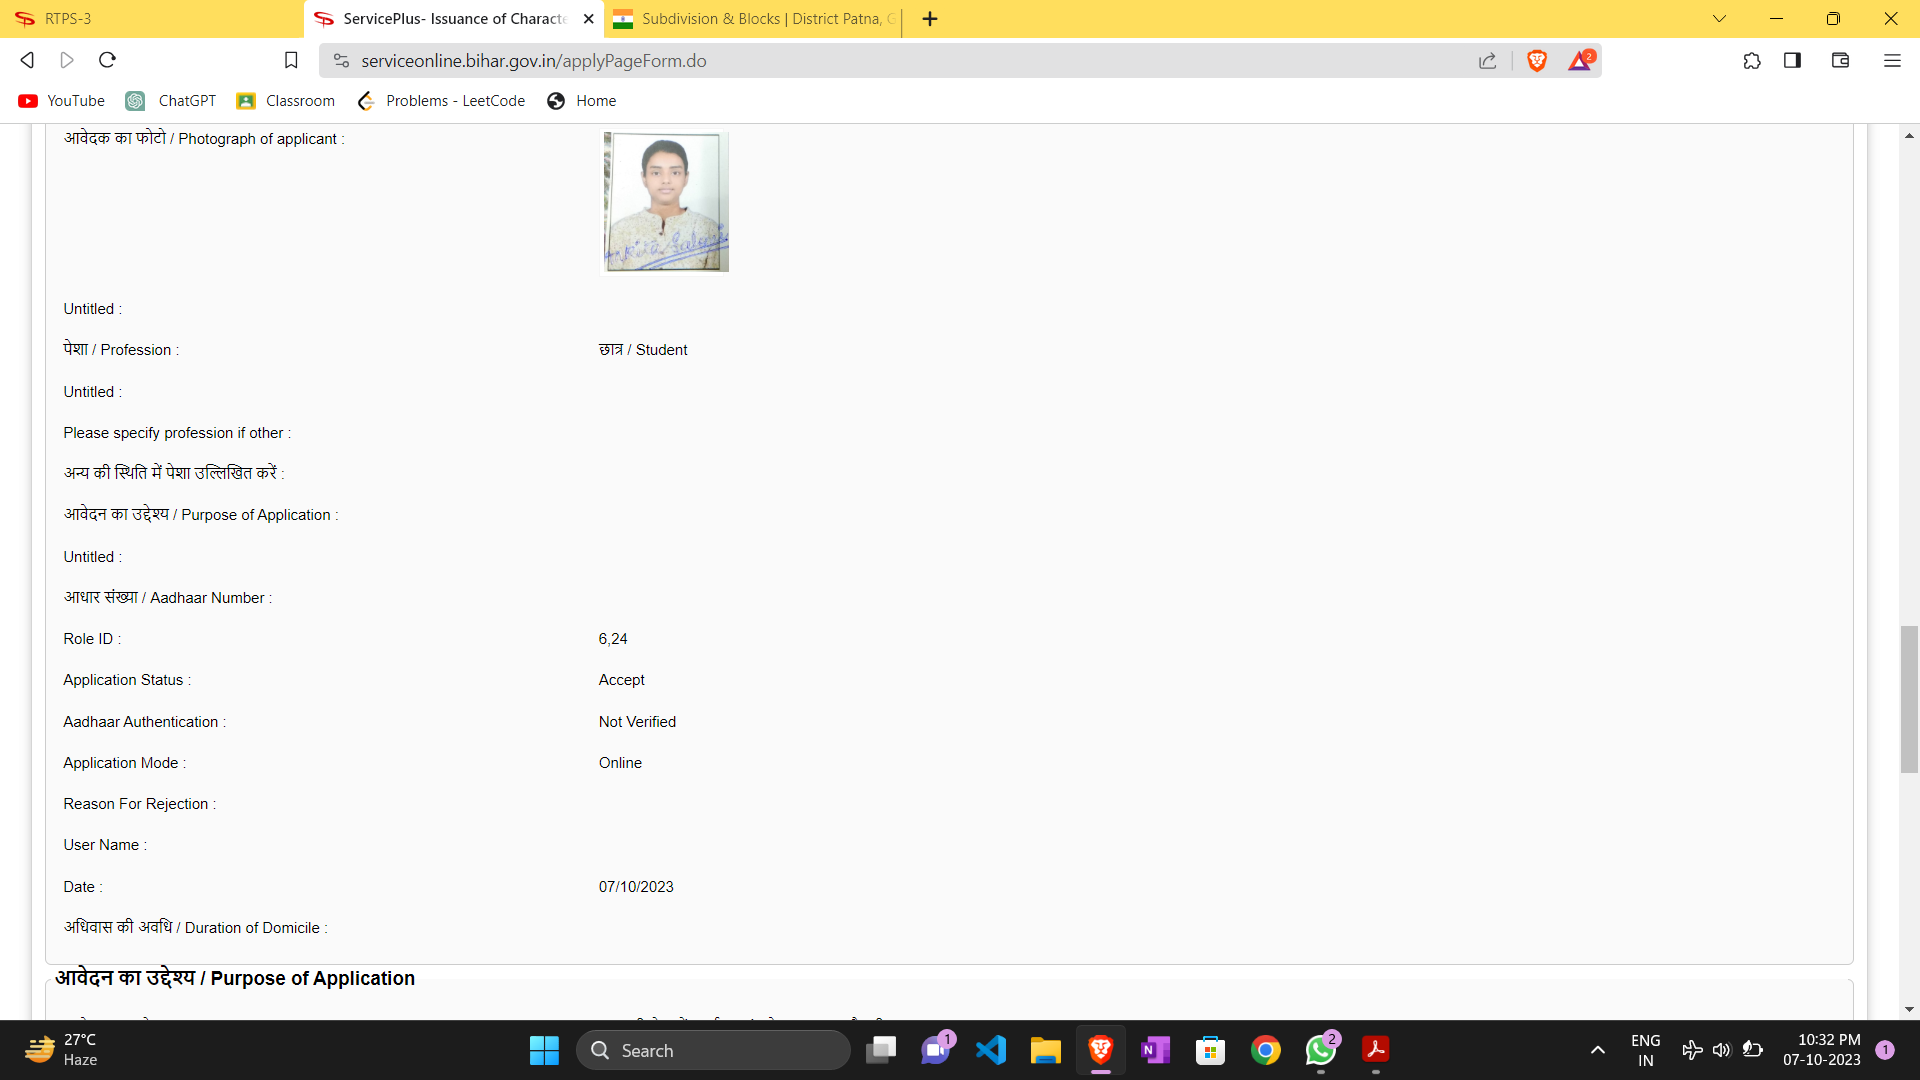 RTPS-3
ServicePlus- Issuance of Characte
Subdivision & Blocks | District Patna, G
serviceonline.bihar.gov.in/applyPageForm.do
2
YouTube
ChatGPT
Classroom
Problems - LeetCode
Home
आवेदक का फोटो / Photograph of applicant :
Untitled :
पेशा / Profession :
छात्र / Student
Untitled :
Please specify profession if other :
अन्य की स्थिति में पेशा उल्लिखित करें :
आवेदन का उद्देश्य / Purpose of Application :
Untitled :
आधार संख्या / Aadhaar Number :
Role ID :
6,24
Application Status :
Accept
Aadhaar Authentication :
Not Verified
Application Mode :
Online
Reason For Rejection :
User Name :
Date :
07/10/2023
अधिवास की अवधि / Duration of Domicile :
आवेदन का उद्देश्य / Purpose of Application
27°C
Haze
Search
1
2
ENG
IN
10:32 PM
07-10-2023
1